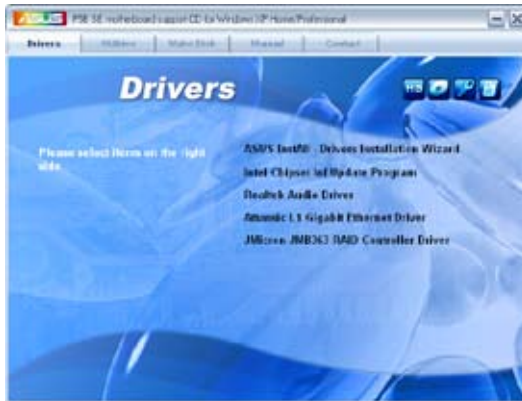 ASUS P5B SE motherboard support CD for Windows XP Home/Professional
Drivers Utilities Make Disk Manual Contact
Drivers
Please select items on the right side.
ASUS InstAll - Drivers Installation Wizard
Intel Chipset Inf Update Program
Realtek Audio Driver
Attansic L1 Gigabit Ethernet Driver
JMicron JMB363 RAID Controller Driver